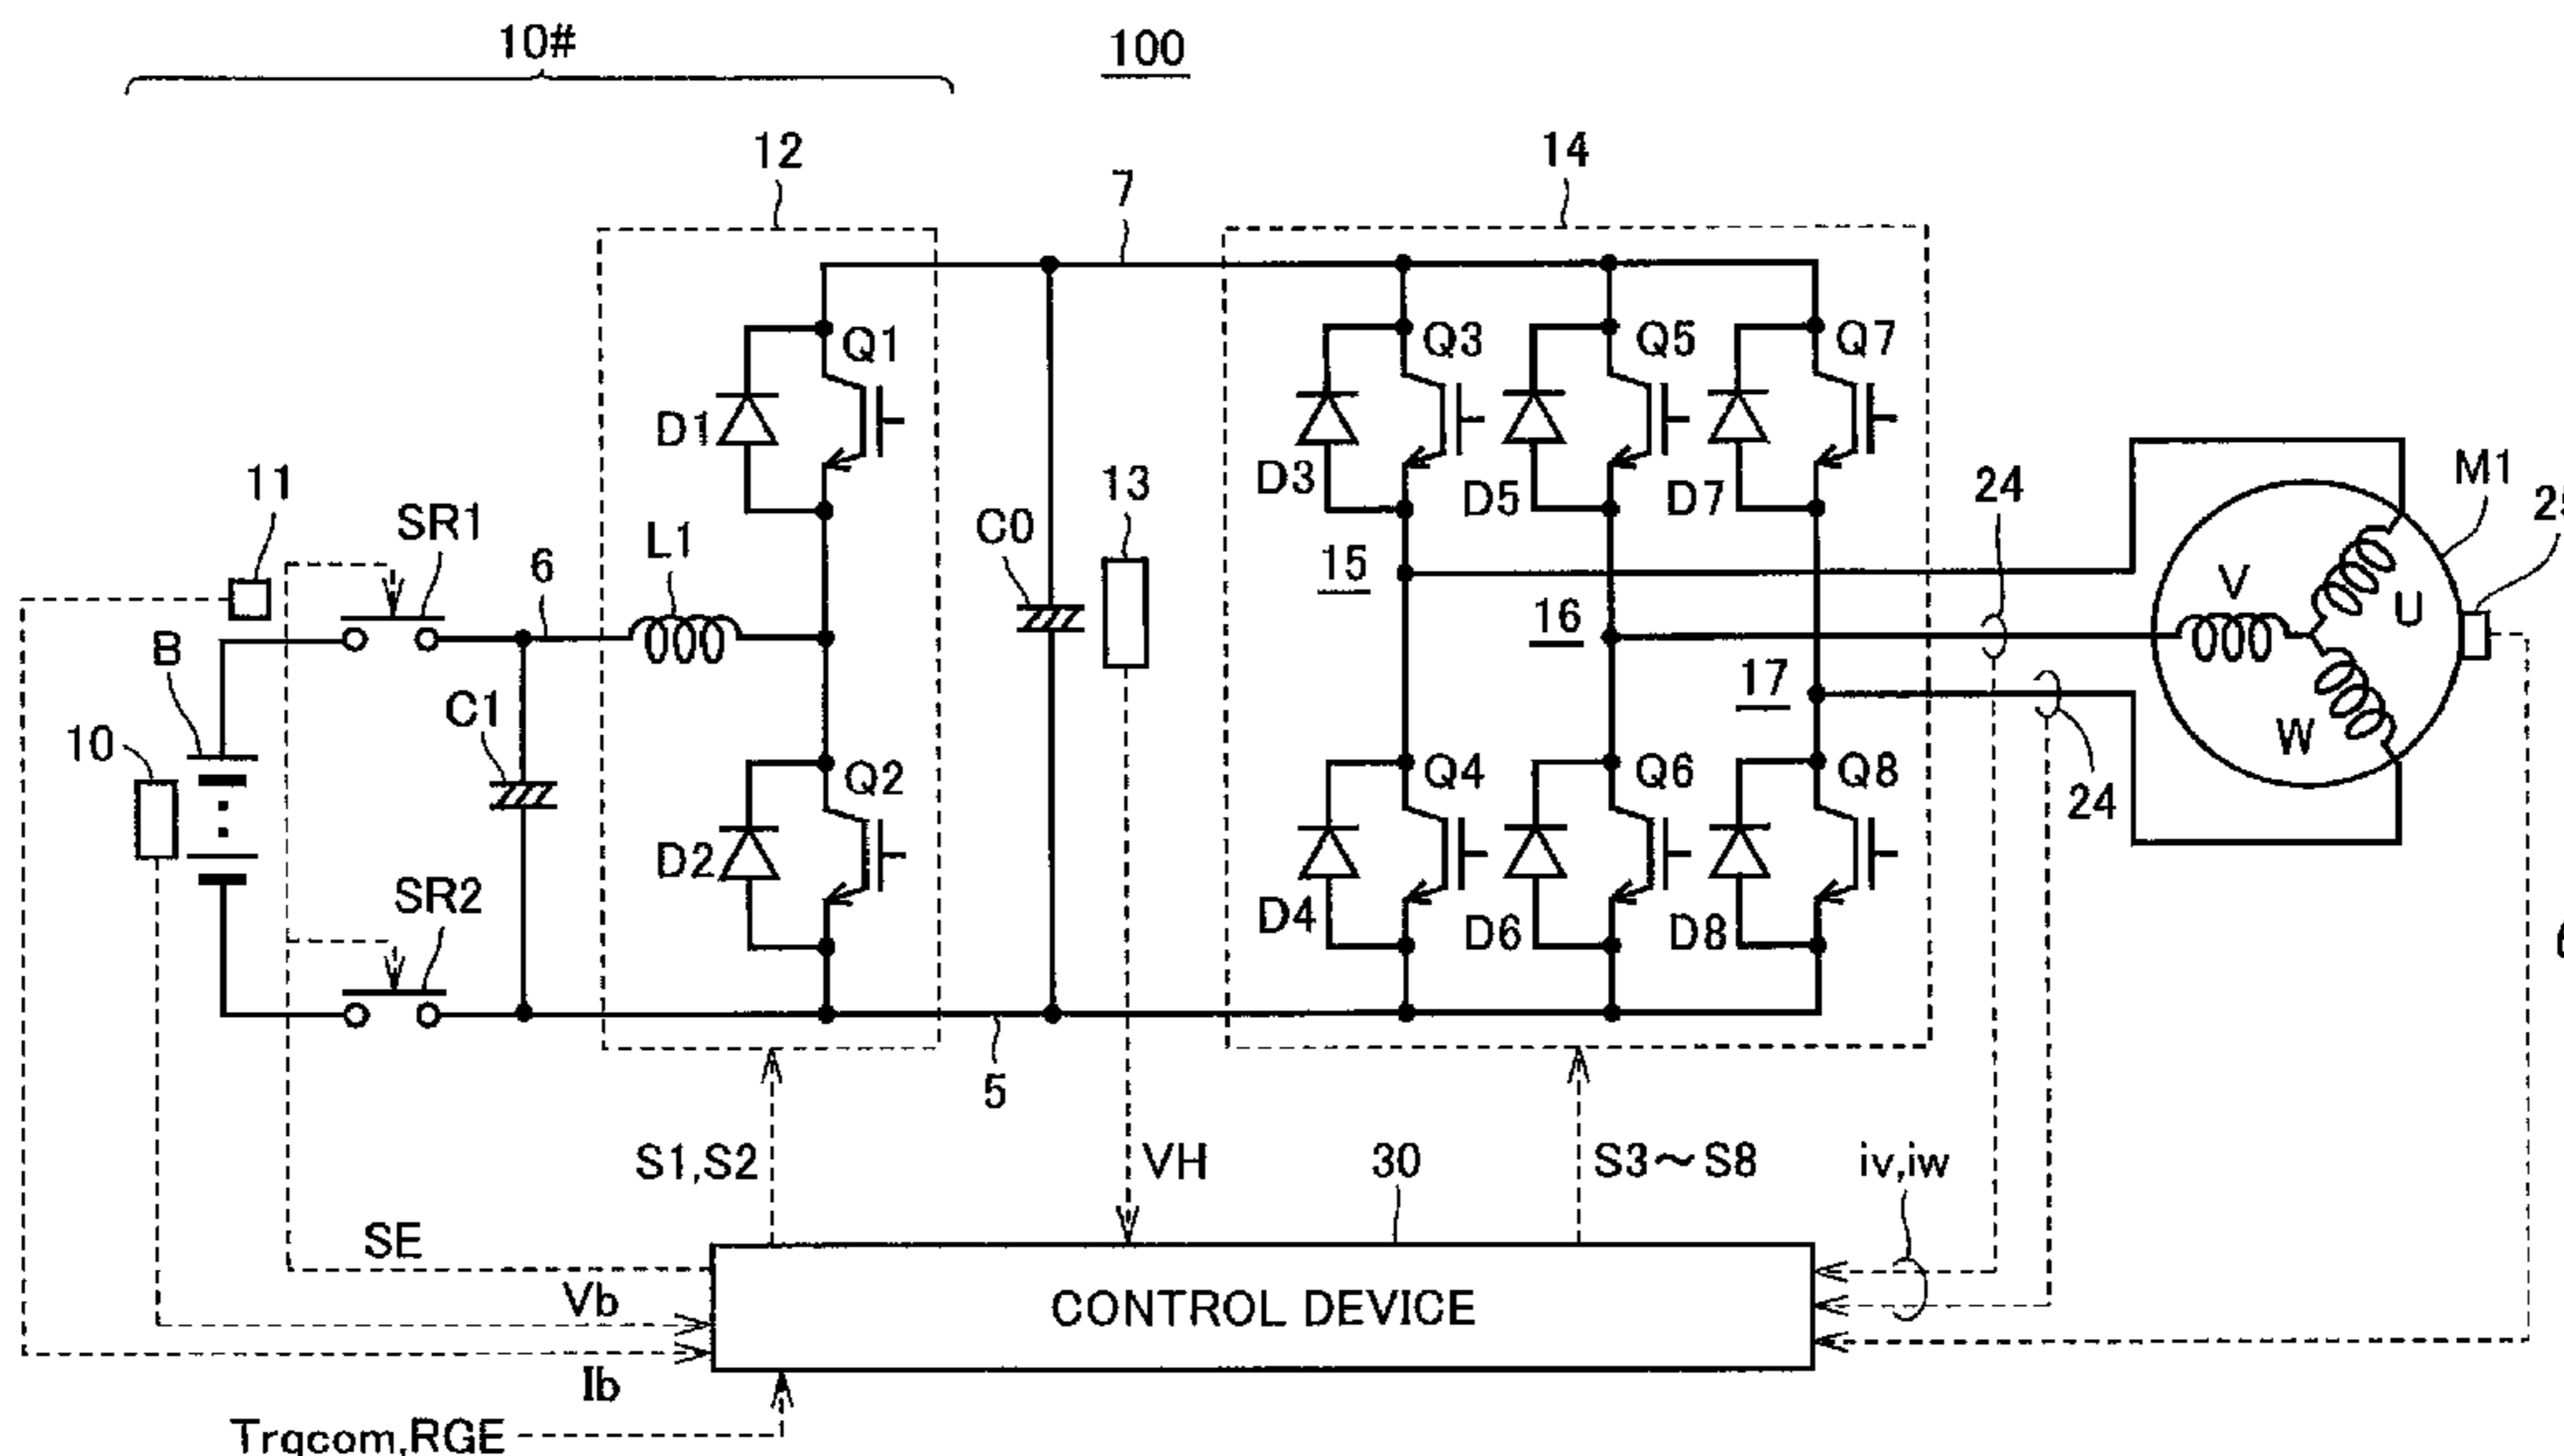 10#
100
12
14
7
Q1
Q3
Q5
Q7
D1
D3
D5
D7
11
SR1
6
L1
C0
13
24
M1
25
15
V
U
B
16
C1
17
W
10
Q2
Q4
Q6
Q8
24
D2
SR2
D4
D6
D8
5
S1,S2
VH
30
S3～S8
iv,iw
SE
Vb
CONTROL DEVICE
Ib
Trqcom,RGE